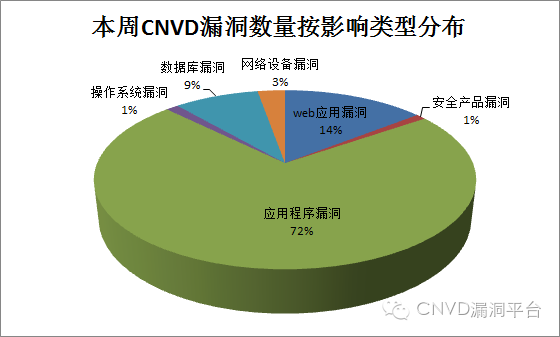 本周CNVD漏洞数量按影响类型分布
网络设备漏洞
3%
数据库漏洞
9%
操作系统漏洞
1%
web应用漏洞
14%
安全产品漏洞
1%
应用程序漏洞
72%
CNVD漏洞平台